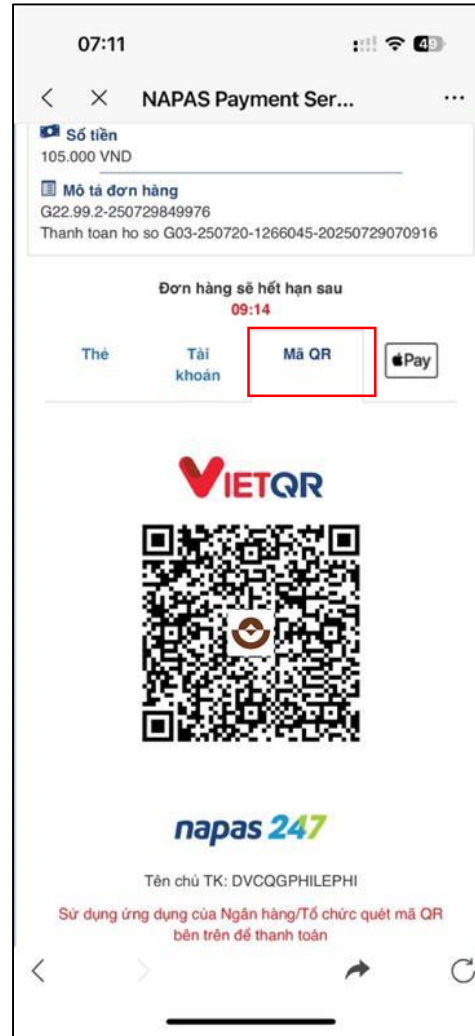 07:11
49
NAPAS Payment Ser...
Số tiền
105.000 VND
Mô tả đơn hàng
G22.99.2-250729849976
Thanh toan ho so G03-250720-1266045-20250729070916
Đơn hàng sẽ hết hạn sau
09:14
Thẻ
Tài khoản
Mã QR
Pay
VIETQR
napas 247
Tên chủ TK: DVCQGPHILEPHI
Sử dụng ứng dụng của Ngân hàng/Tổ chức quét mã QR
bên trên để thanh toán